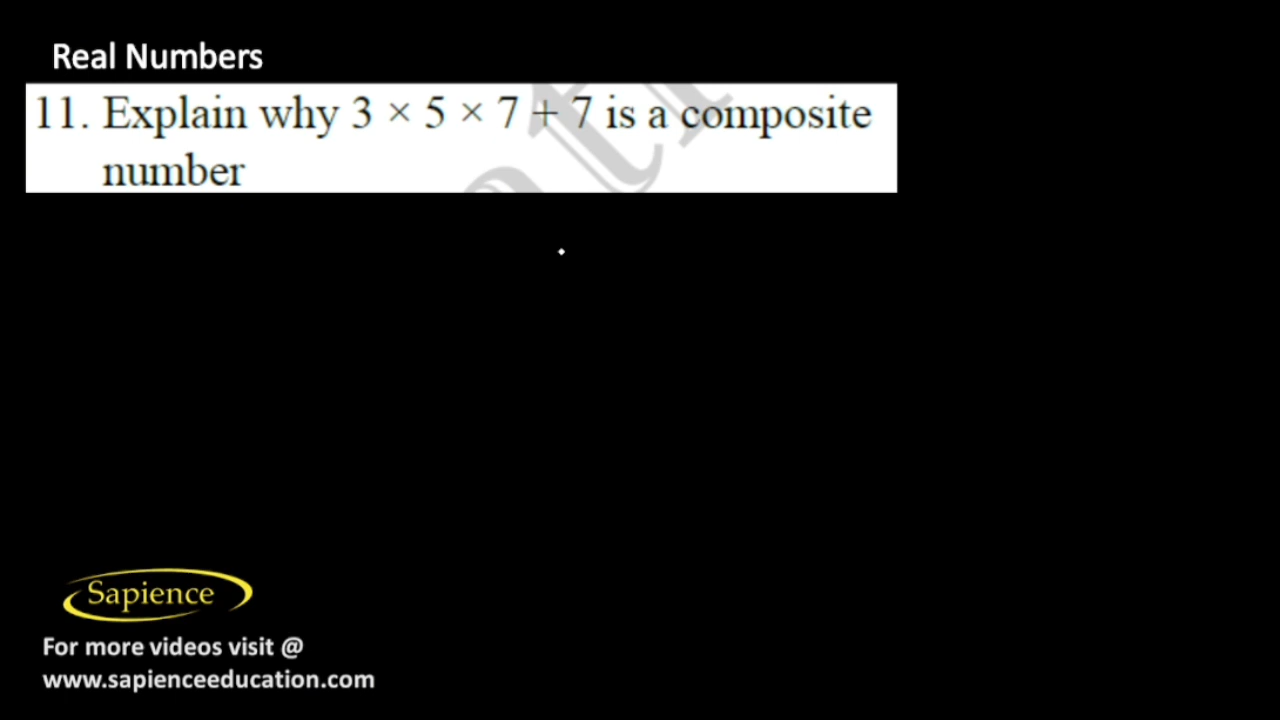 Real Numbers
11. Explain why 3 × 5 × 7 + 7 is a composite
number
Sapience
For more videos visit @
www.sapienceeducation.com